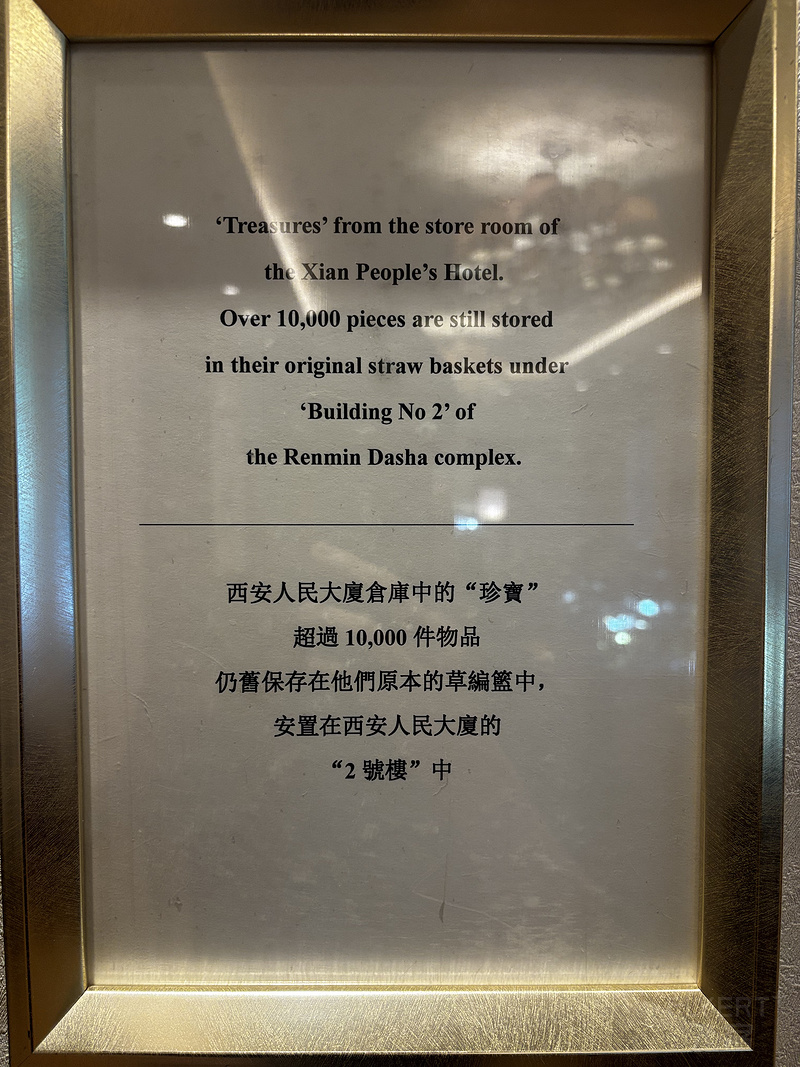 ‘Treasures’ from the store room of
the Xian People’s Hotel.
Over 10,000 pieces are still stored
in their original straw baskets under
‘Building No 2’ of
the Renmin Dasha complex.
西安人民大廈倉庫中的“珍寶”
超過 10,000 件物品
仍舊保存在他們原本的草編籃中，
安置在西安人民大廈的
“2 號樓”中